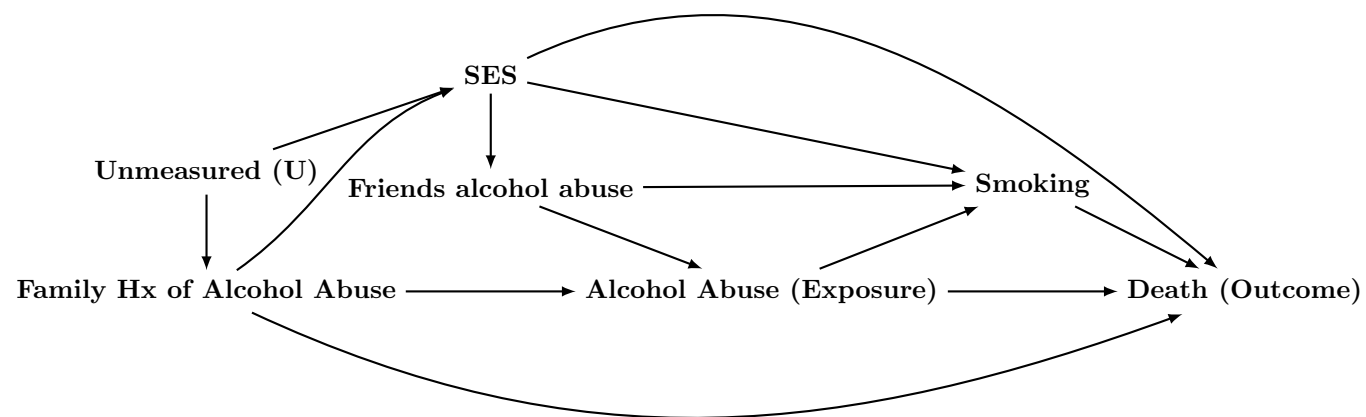 SES
Unmeasured (U)
Friends alcohol abuse
Smoking
Family Hx of Alcohol Abuse
Alcohol Abuse (Exposure)
Death (Outcome)